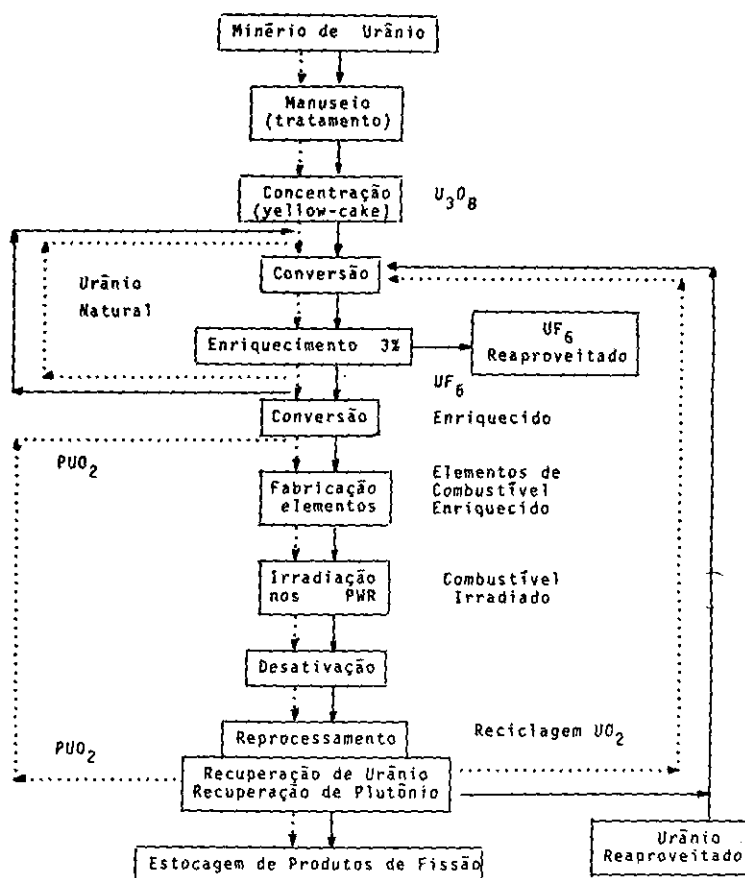 Minério de Urânio
Manuseio
(tratamento)
Concentração
(yellow-cake)
U3O8
Urânio
Natural
Conversão
Enriquecimento 3%
UF6
Reaproveitado
UF6
Enriquecido
Conversão
PUO2
Fabricação
elementos
Elementos de
Combustível
Enriquecido
Irradiação
nos PWR
Combustível
Irradiado
Desativação
Reprocessamento
Reciclagem UO2
PUO2
Recuperação de Urânio
Recuperação de Plutônio
Estocagem de Produtos de Fissão
Urânio
Reaproveitado